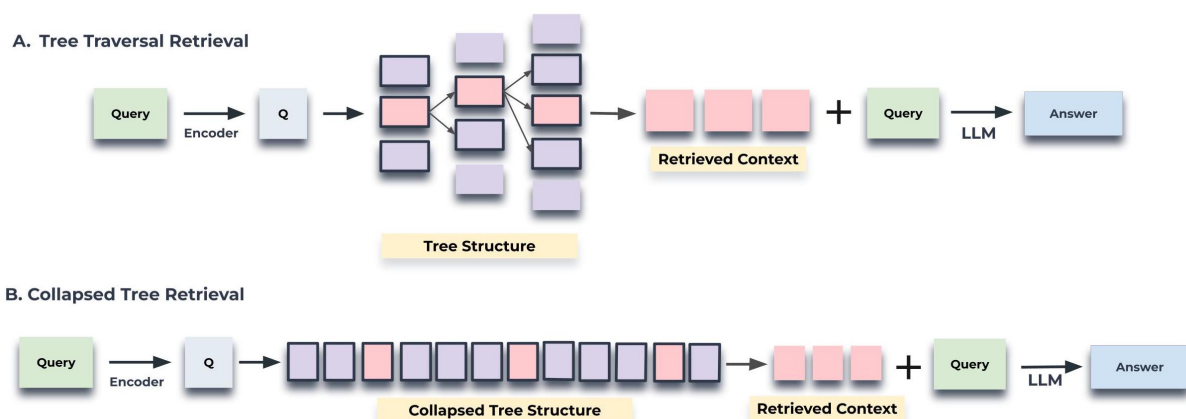 A. Tree Traversal Retrieval
Query
Encoder
Q
Tree Structure
Retrieved Context
+
Query
LLM
Answer
B. Collapsed Tree Retrieval
Query
Encoder
Q
Collapsed Tree Structure
Retrieved Context
+
Query
LLM
Answer